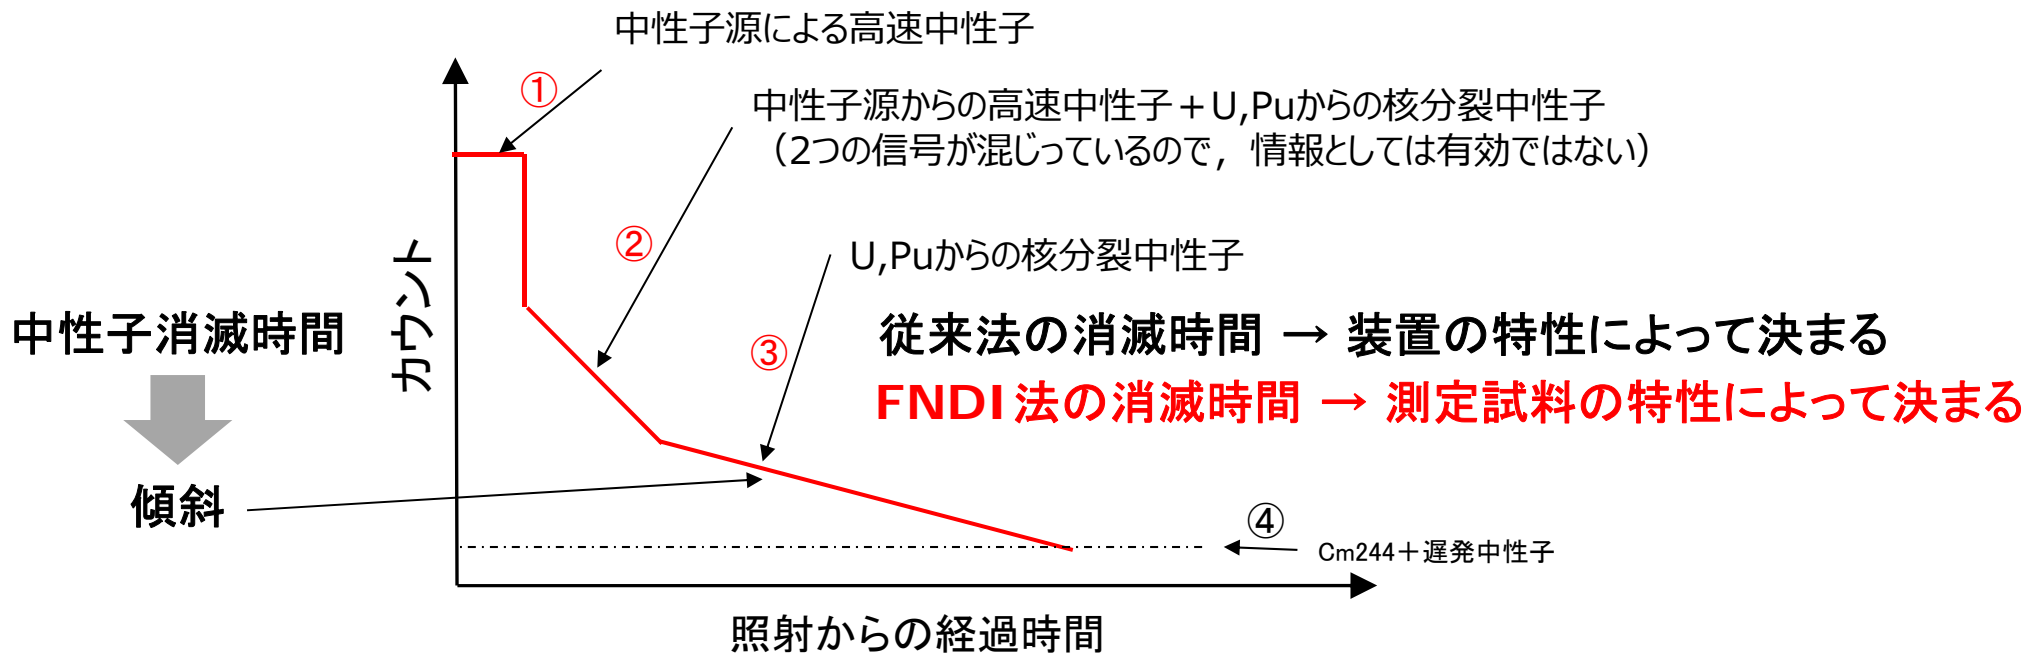 中性子源による高速中性子
①
中性子源からの高速中性子＋U,Puからの核分裂中性子
（2つの信号が混じっているので，情報としては有効ではない）
②
U,Puからの核分裂中性子
③
カウント
中性子消滅時間
従来法の消滅時間 → 装置の特性によって決まる
FNDI法の消滅時間 → 測定試料の特性によって決まる
傾斜
④
Cm244＋遅発中性子
照射からの経過時間